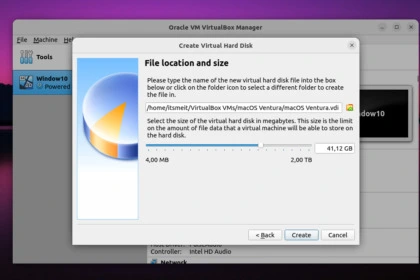 Oracle VM VirtualBox Manager
File Machine
Tools
Window10
Powered
Create Virtual Hard Disk
File location and size
Please type the name of the new virtual hard disk file into the box
below or click on the folder icon to select a different folder to create
the file in.
/home/itsmeit/VirtualBox VMs/macOS Ventura/macOS Ventura.vdi
Select the size of the virtual hard disk in megabytes. This size is the limit
on the amount of file data that a virtual machine will be able to store on
the hard disk.
41,12 GB
4,00 MB 2,00 TB
ndow10
< Back Create Cancel
Controller: Intel HD Audio
Network